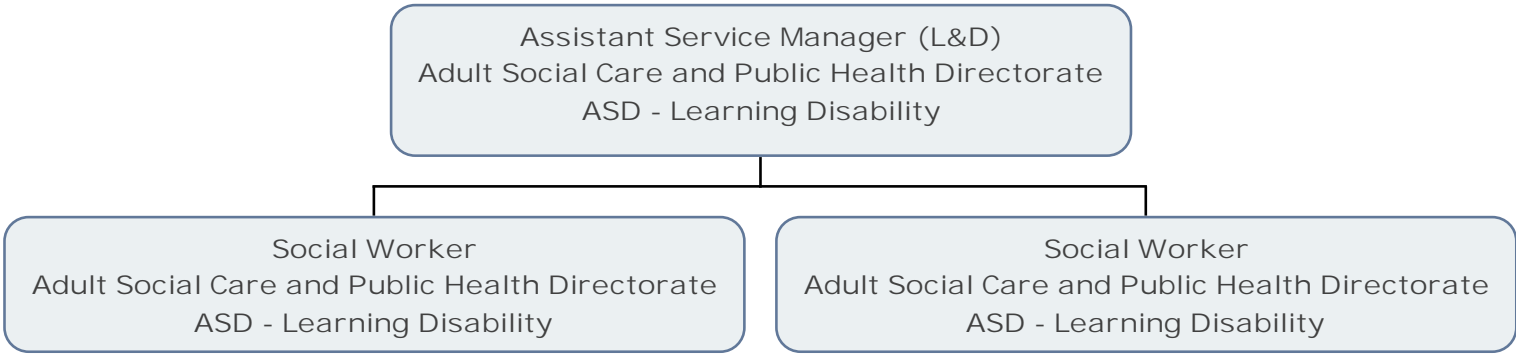 Assistant Service Manager (L&D)
Adult Social Care and Public Health Directorate
ASD - Learning Disability
Social Worker
Adult Social Care and Public Health Directorate
ASD - Learning Disability
Social Worker
Adult Social Care and Public Health Directorate
ASD - Learning Disability